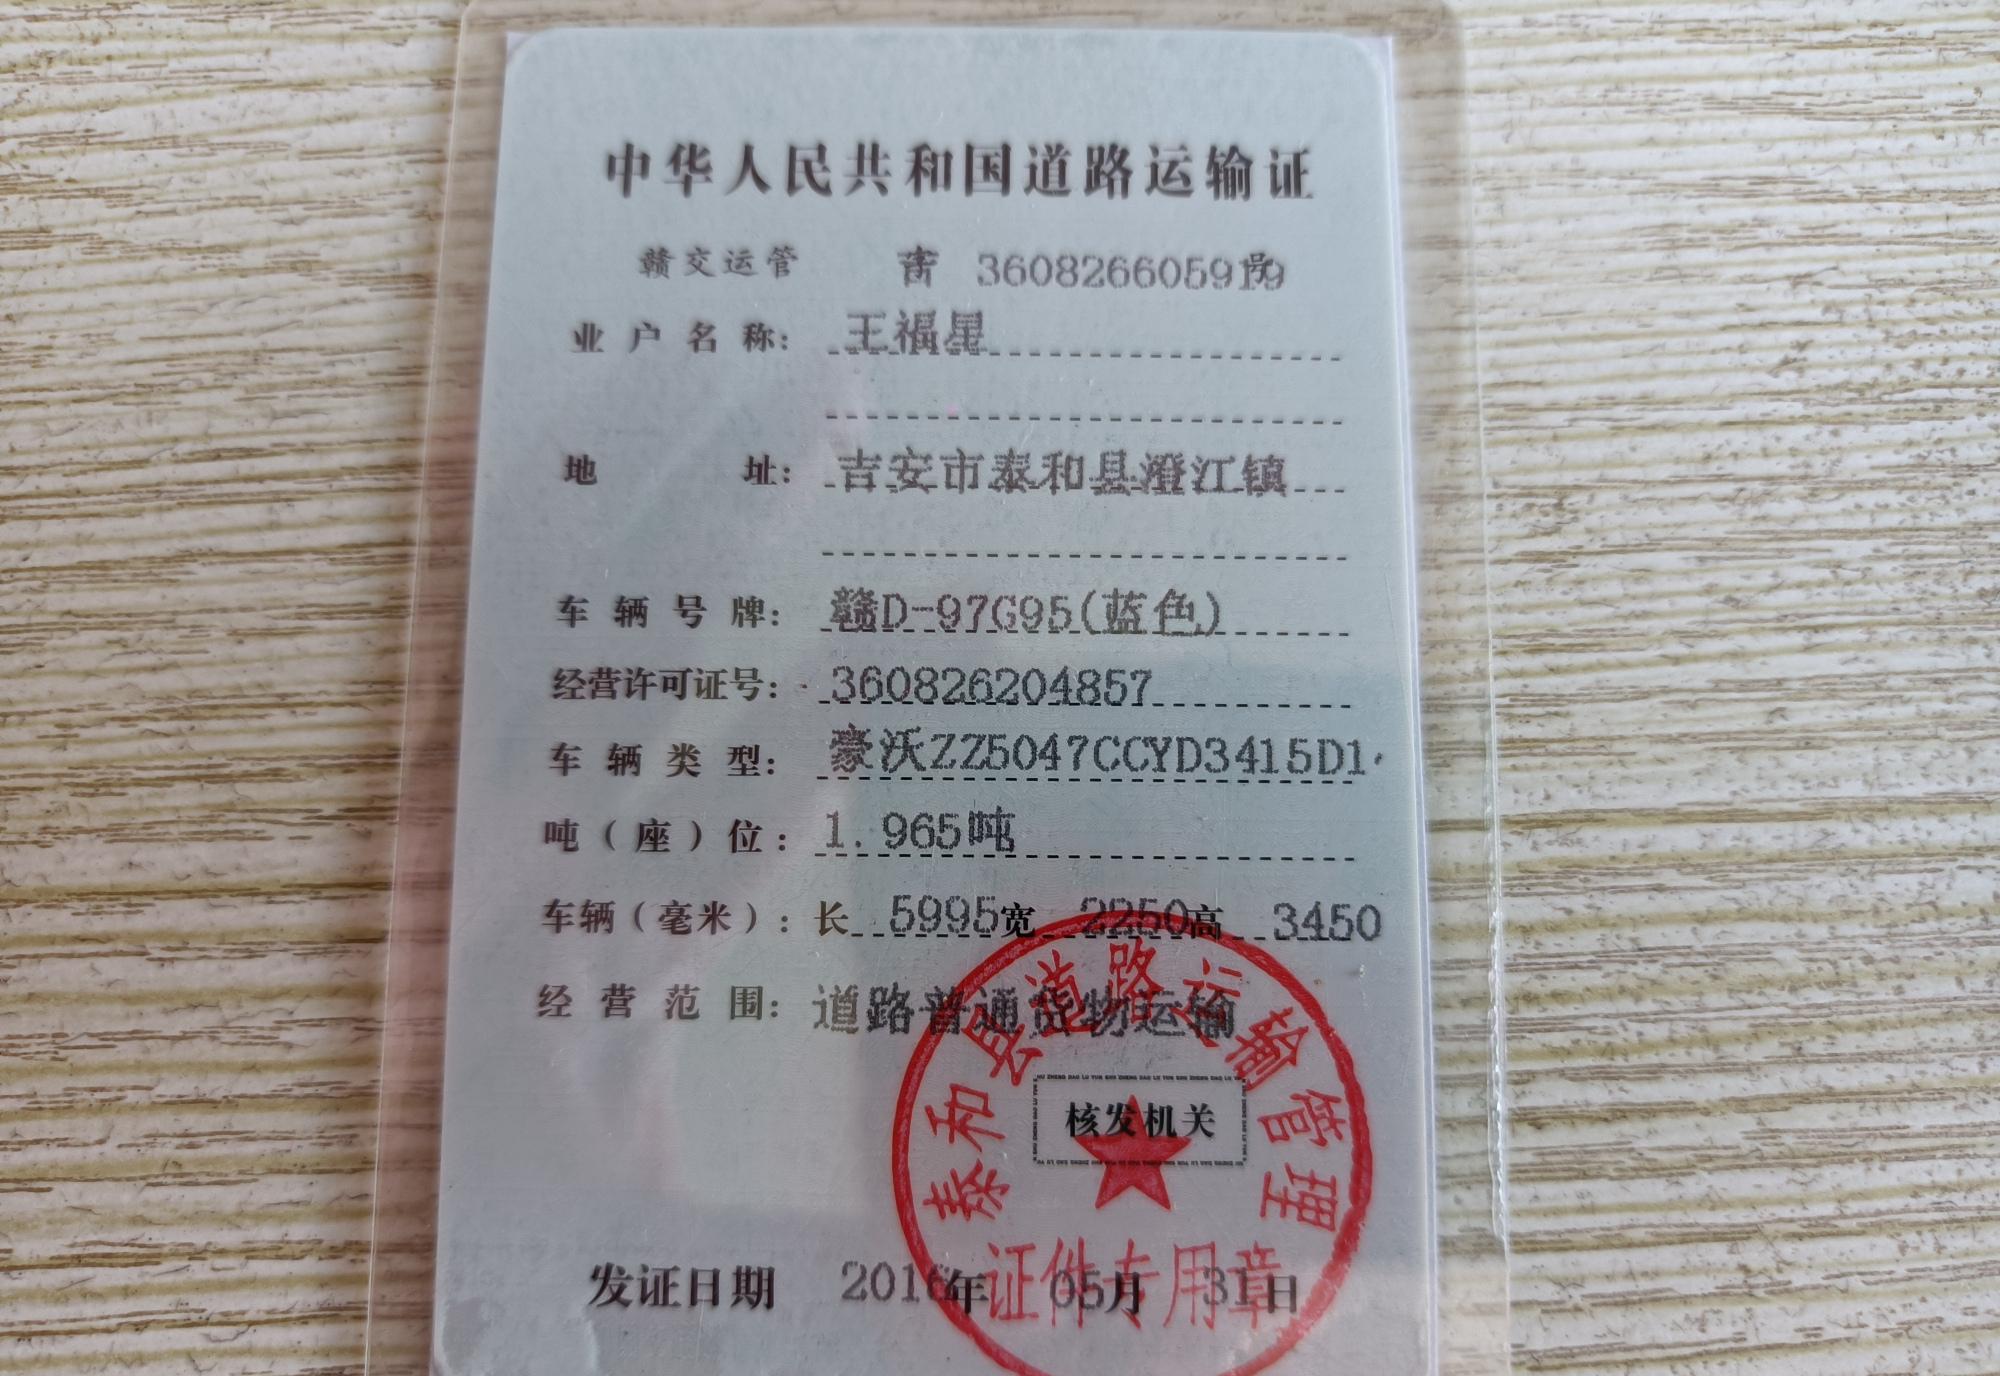 中华人民共和国道路运输证
赣交运管 吉字 360826605919号
业户名称: 王福星
地址: 吉安市泰和县澄江镇
车辆号牌: 赣D-97G95(蓝色)
经营许可证号: 360826204857
车辆类型: 豪沃ZZ5047CCYD3415D1
吨(座)位: 1.965吨
车辆(毫米): 长 5995 宽 2250 高 3450
经营范围: 道路普通货物运输
泰和县道路运输管理
核发机关
证件专用章
发证日期 2016年 05月 31日